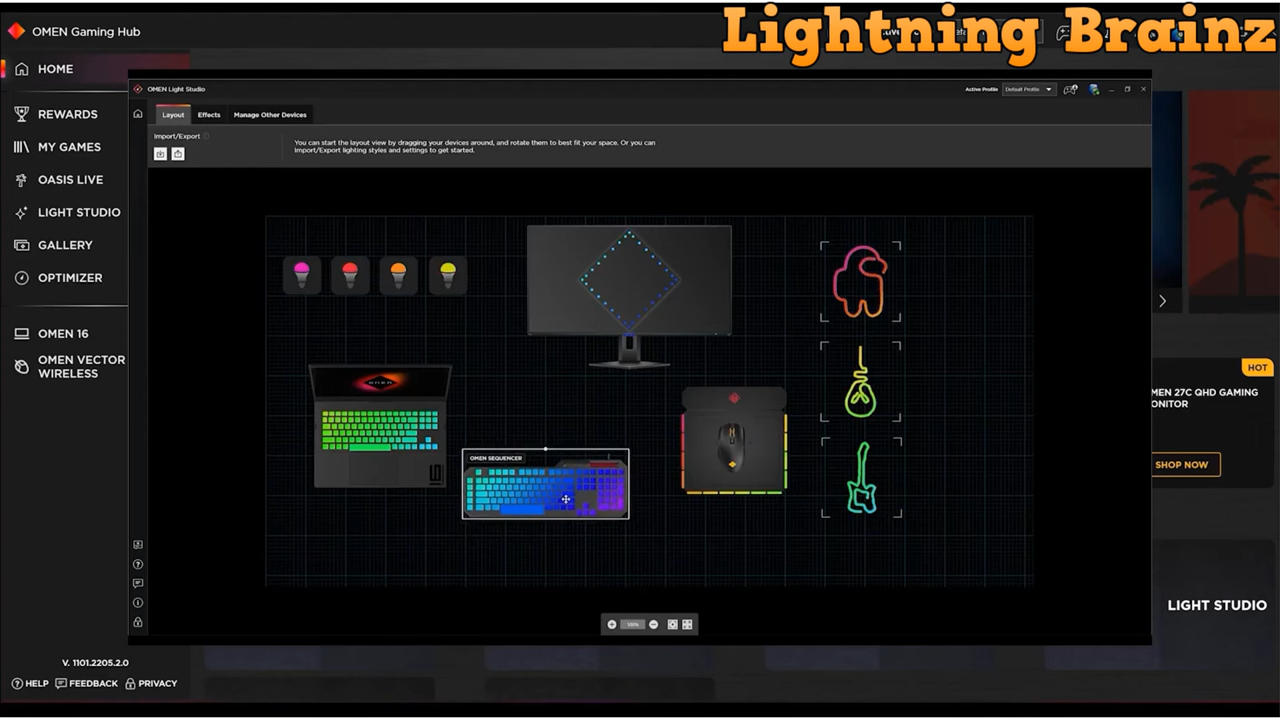 Lightning Brainz
OMEN Gaming Hub
HOME
REWARDS
MY GAMES
OASIS LIVE
LIGHT STUDIO
GALLERY
OPTIMIZER
OMEN 16
OMEN VECTOR
WIRELESS
V. 1101.2205.2.0
HELP FEEDBACK PRIVACY
OMEN Light Studio
Active Profile Default Profile
Layout Effects Manage Other Devices
Import/Export
You can start the layout view by dragging your devices around, and rotate them to best fit your space. Or you can
Import/Export lighting styles and settings to get started.
OMEN
OMEN SEQUENCER
100%
HOT
MEN 27C QHD GAMING
ONITOR
SHOP NOW
LIGHT STUDIO